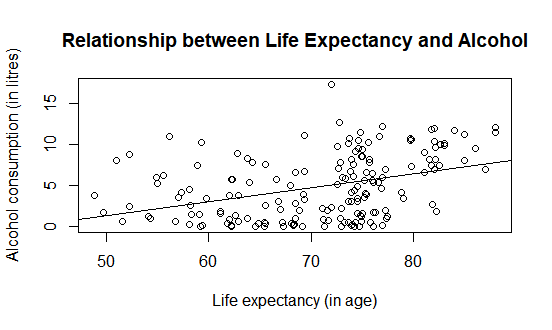 Relationship between Life Expectancy and Alcohol
Alcohol consumption (in litres)
15
10
5
0
50 60 70 80
Life expectancy (in age)